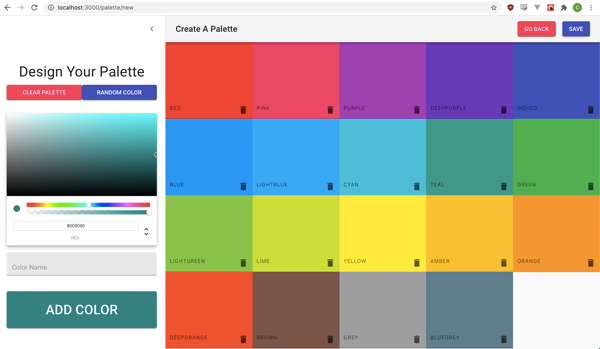 localhost:3000/palette/new
C
Create A Palette
GO BACK
SAVE
Design Your Palette
CLEAR PALETTE
RANDOM COLOR
#008080
HEX
Color Name
ADD COLOR
RED
PINK
PURPLE
DEEPPURPLE
INDIGO
BLUE
LIGHTBLUE
CYAN
TEAL
GREEN
LIGHTGREEN
LIME
YELLOW
AMBER
ORANGE
DEEPORANGE
BROWN
GREY
BLUEGREY